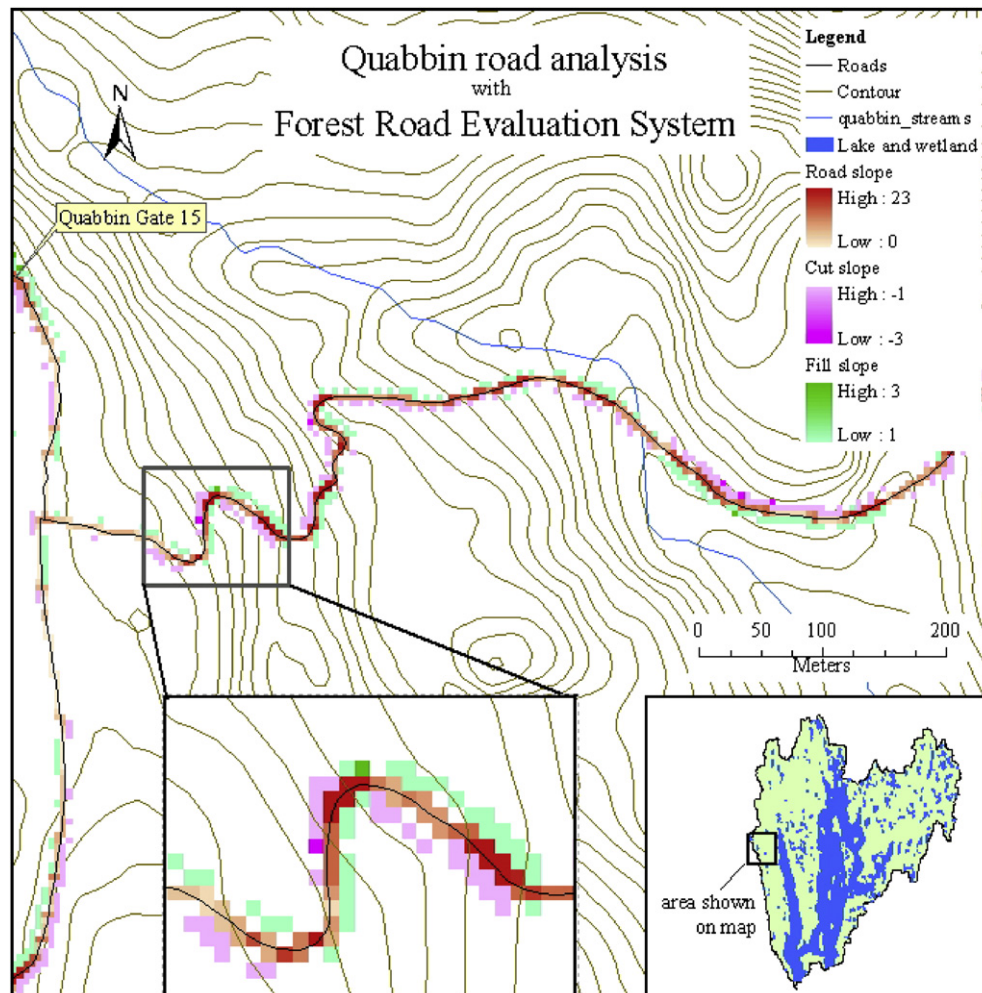 Quabbin road analysis
with
Forest Road Evaluation System
N
Quabbin Gate 15
Legend
Roads
Contour
quabbin_streams
Lake and wetland
Road slope
High : 23
Low : 0
Cut slope
High : -1
Low : -3
Fill slope
High : 3
Low : 1
0 50 100 200
Meters
area shown
on map